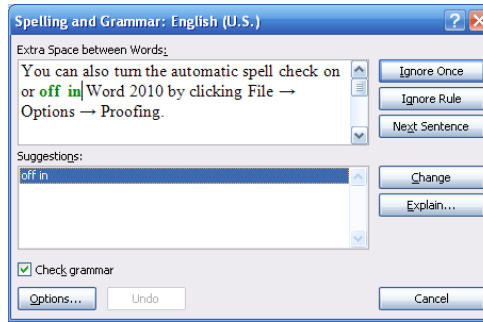 Spelling and Grammar: English (U.S.)
Extra Space between Words:
You can also turn the automatic spell check on
or off in Word 2010 by clicking File →
Options → Proofing.
Ignore Once
Ignore Rule
Next Sentence
Suggestions:
off in
Change
Explain...
Check grammar
Options...
Undo
Cancel